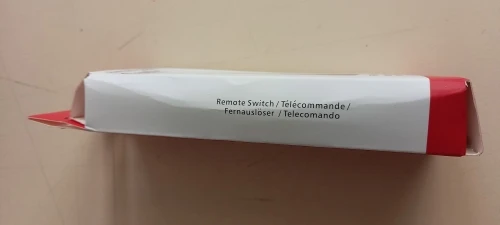 Remote Switch / Télécommande /
Fernauslöser / Telecomando